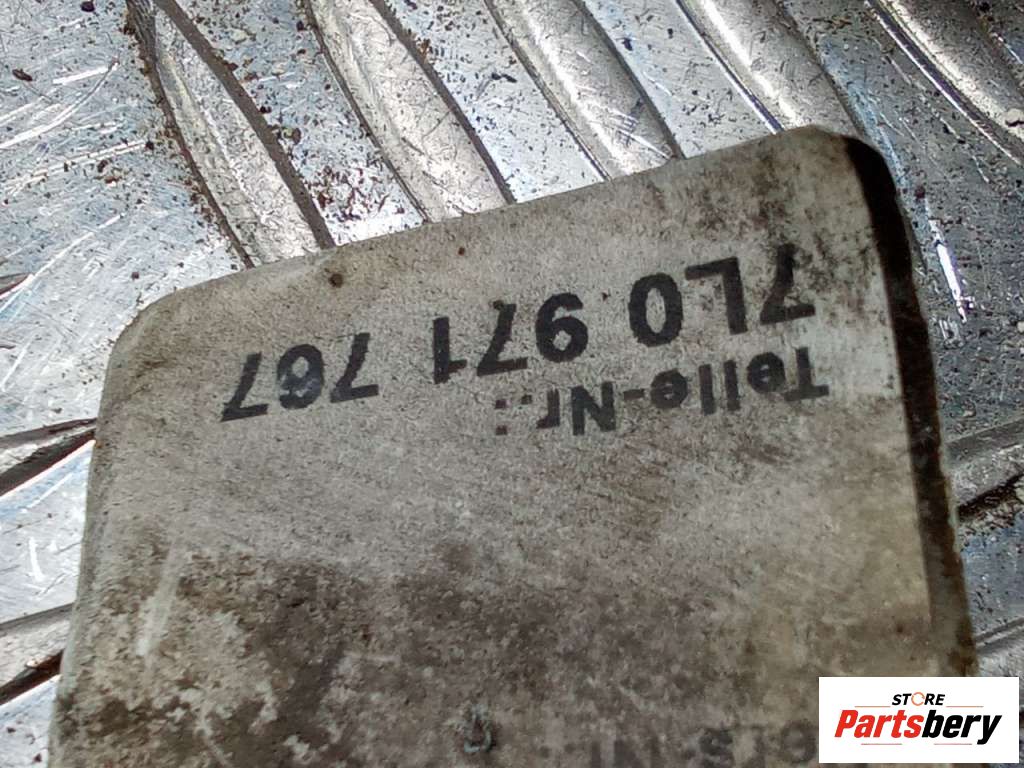 Teile-Nr.:
7L0 971 767
STORE
Partsbery